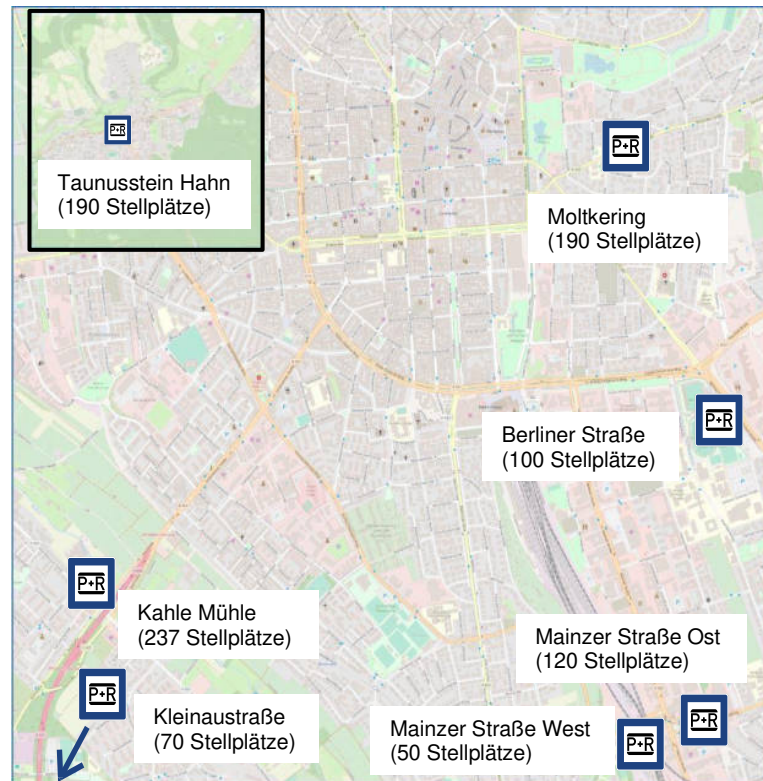 P+R
Taunusstein Hahn
(190 Stellplätze)
P+R
Moltkering
(190 Stellplätze)
P+R
Berliner Straße
(100 Stellplätze)
P+R
Kahle Mühle
(237 Stellplätze)
Mainzer Straße Ost
(120 Stellplätze)
P+R
Kleinaustraße
(70 Stellplätze)
P+R
Mainzer Straße West
(50 Stellplätze)
P+R